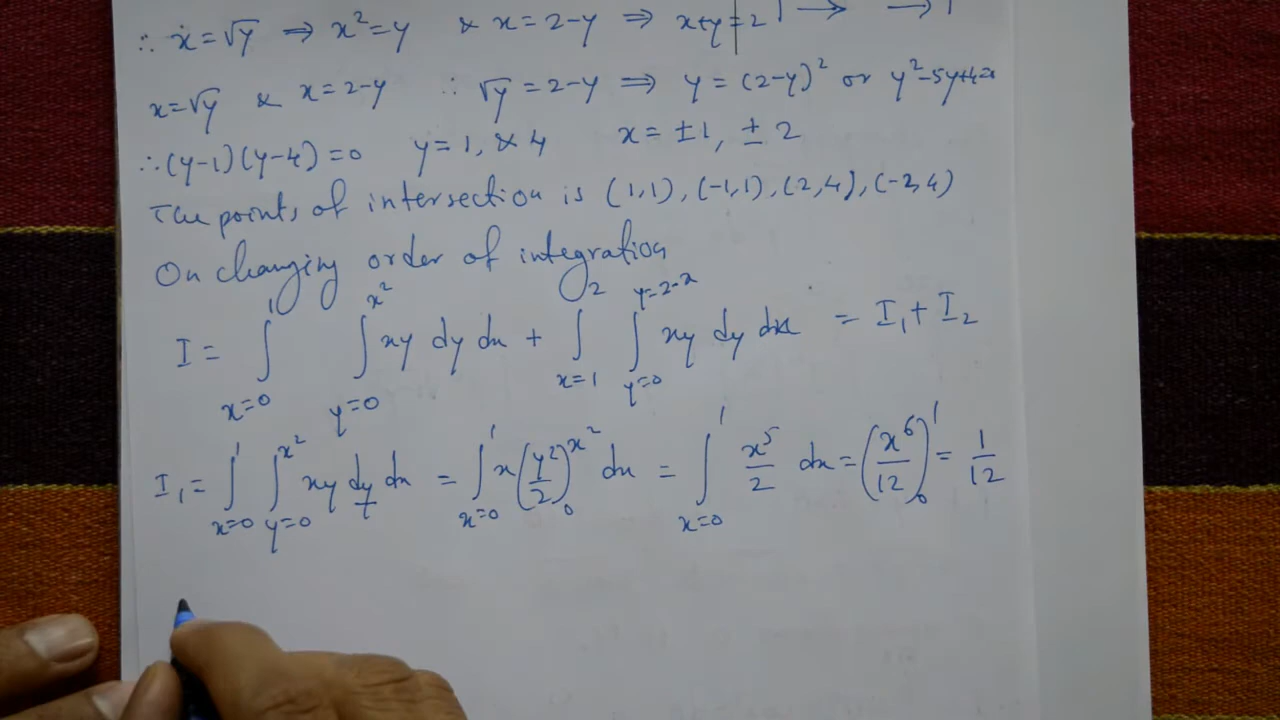 ∴ x = √y ⇒ x² = y & x = 2-y ⇒ x+y = 2
x = √y & x = 2-y ∴ √y = 2-y ⇒ y = (2-y)² or y²-5y+4=
∴ (y-1)(y-4) = 0 y = 1, & 4 x = ±1, ± 2
The points of intersection is (1,1), (-1,1), (2,4), (-2,4)
On changing order of integration
I = ∫_{x=0}^{1} ∫_{y=0}^{x²} xy dy dx + ∫_{x=1}^{2} ∫_{y=0}^{y=2-x} xy dy dx = I₁ + I₂
I₁ = ∫_{x=0}^{1} ∫_{y=0}^{x²} xy dy dx = ∫_{x=0}^{1} x (y²/2)_{0}^{x²} dx = ∫_{x=0}^{1} x⁵/2 dx = (x⁶/12)_{0}^{1} = 1/12